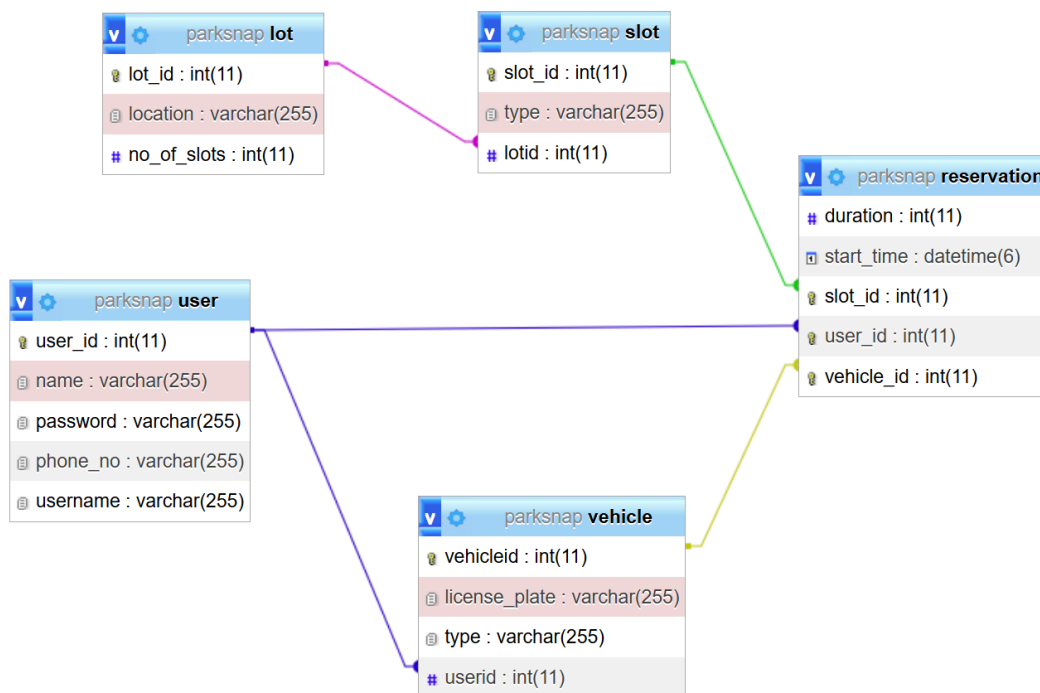 v parksnap lot
lot_id : int(11)
location : varchar(255)
# no_of_slots : int(11)
v parksnap slot
slot_id : int(11)
type : varchar(255)
# lotid : int(11)
v parksnap reservation
# duration : int(11)
start_time : datetime(6)
slot_id : int(11)
user_id : int(11)
vehicle_id : int(11)
v parksnap user
user_id : int(11)
name : varchar(255)
password : varchar(255)
phone_no : varchar(255)
username : varchar(255)
v parksnap vehicle
vehicleid : int(11)
license_plate : varchar(255)
type : varchar(255)
# userid : int(11)